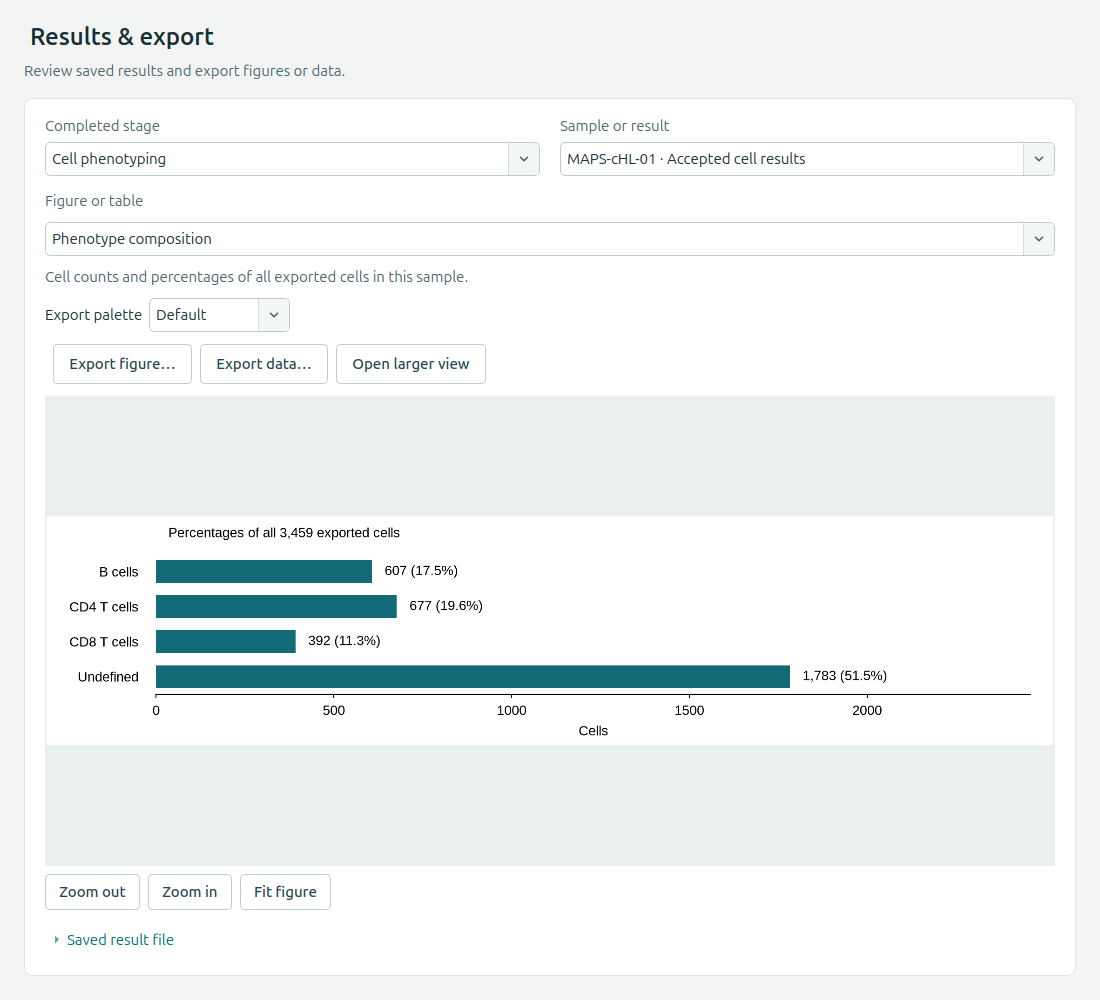 Results & export
Review saved results and export figures or data.
Completed stage
Sample or result
Cell phenotyping
MAPS-cHL-01 · Accepted cell results
Figure or table
Phenotype composition
Cell counts and percentages of all exported cells in this sample.
Export palette
Default
Export figure...
Export data...
Open larger view
Percentages of all 3,459 exported cells
B cells
607 (17.5%)
CD4 T cells
677 (19.6%)
CD8 T cells
392 (11.3%)
Undefined
1,783 (51.5%)
0 500 1000 1500 2000
Cells
Zoom out
Zoom in
Fit figure
Saved result file